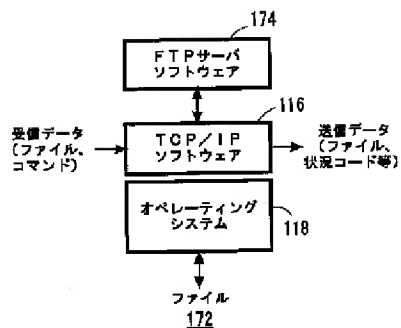 174
FTPサーバ
ソフトウェア
116
受信データ
(ファイル、
コマンド)
TCP/IP
ソフトウェア
送信データ
(ファイル、
状況コード等)
オペレーティング
システム
118
ファイル
172